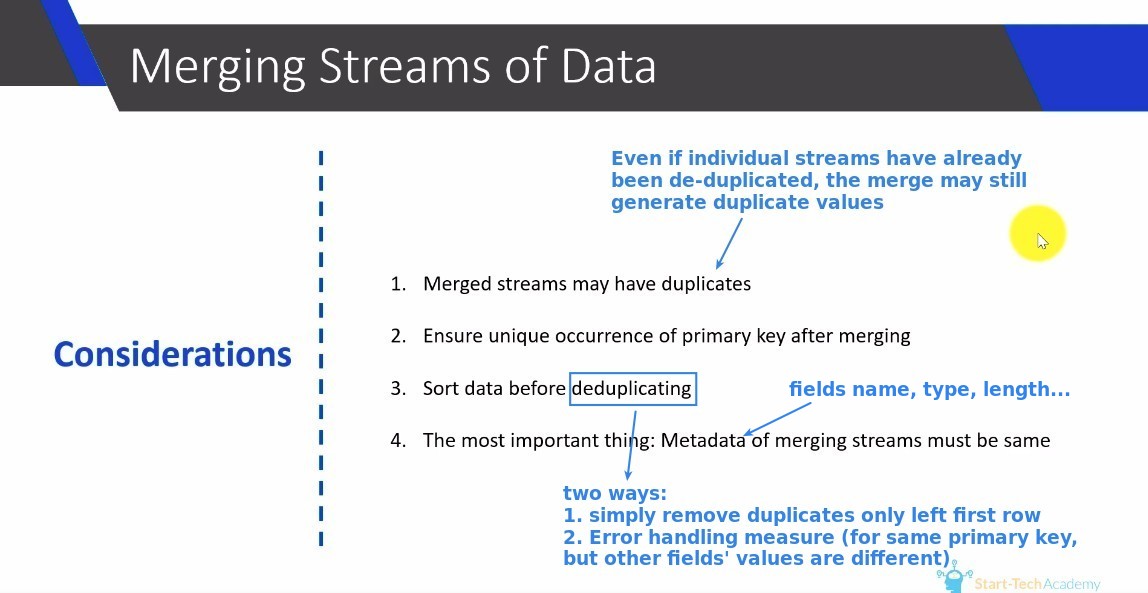 Merging Streams of Data
Even if individual streams have already
been de-duplicated, the merge may still
generate duplicate values
Considerations
1. Merged streams may have duplicates
2. Ensure unique occurrence of primary key after merging
3. Sort data before deduplicating
fields name, type, length...
4. The most important thing: Metadata of merging streams must be same
two ways:
1. simply remove duplicates only left first row
2. Error handling measure (for same primary key,
but other fields' values are different)
Start-Tech Academy